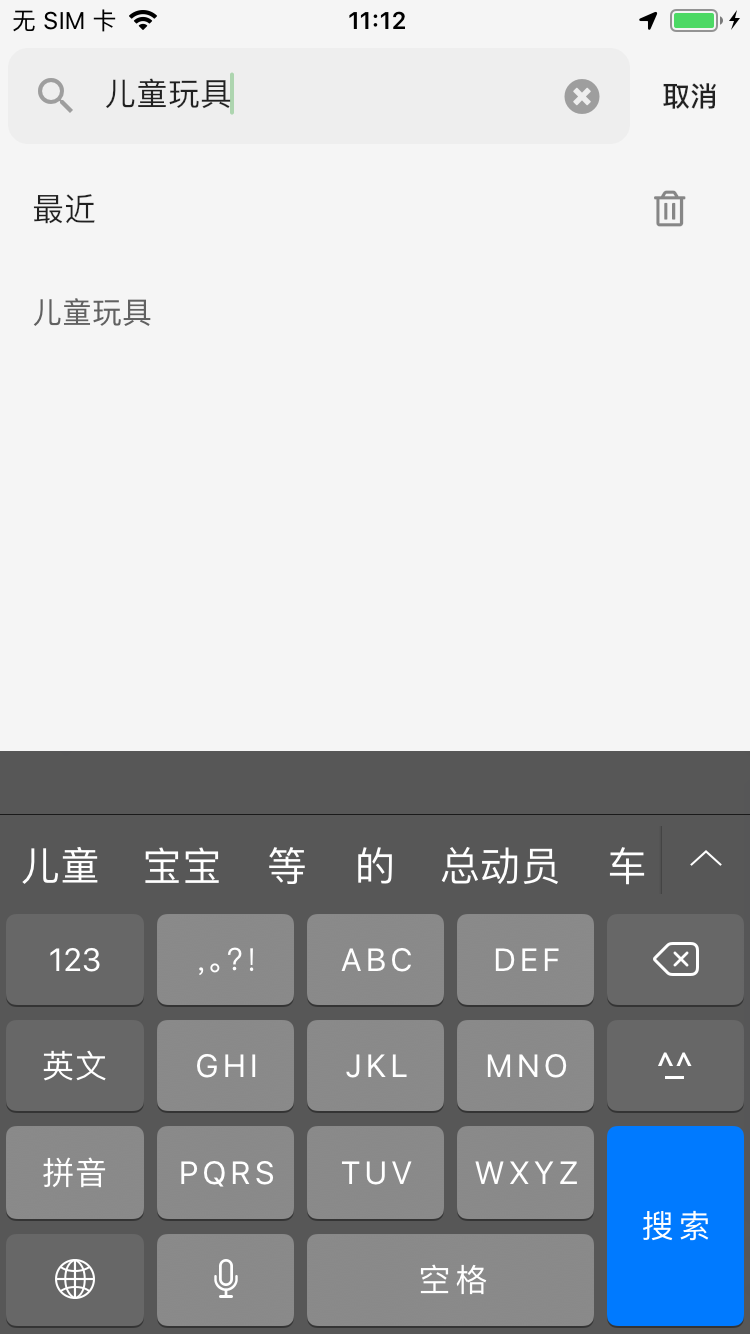 无 SIM 卡 11:12
儿童玩具 取消
最近
儿童玩具
儿童 宝宝 等 的 总动员 车
123 ,。?! ABC DEF
英文 GHI JKL MNO ^^
拼音 PQRS TUV WXYZ
搜索
空格